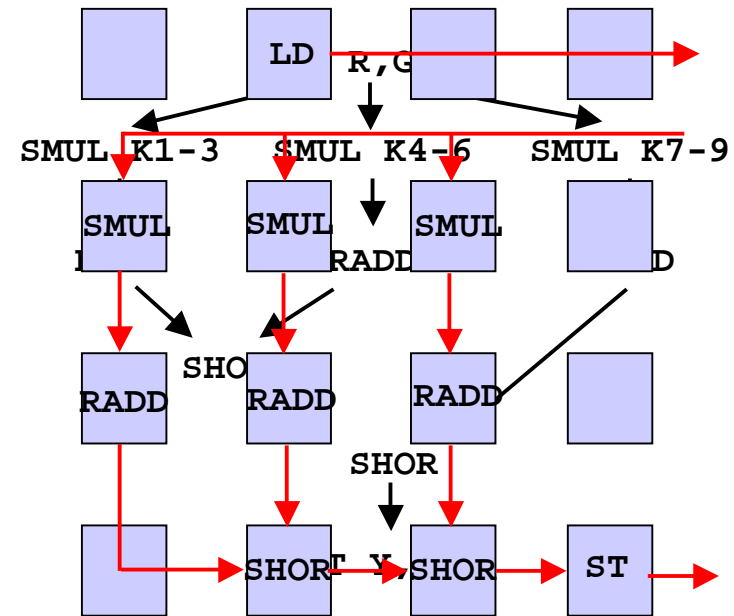 LD R,G
SMUL K1-3 SMUL K4-6 SMUL K7-9
SMUL SMUL SMUL
RADD D
SHO
RADD RADD RADD
SHOR
SHOR Y, SHOR ST